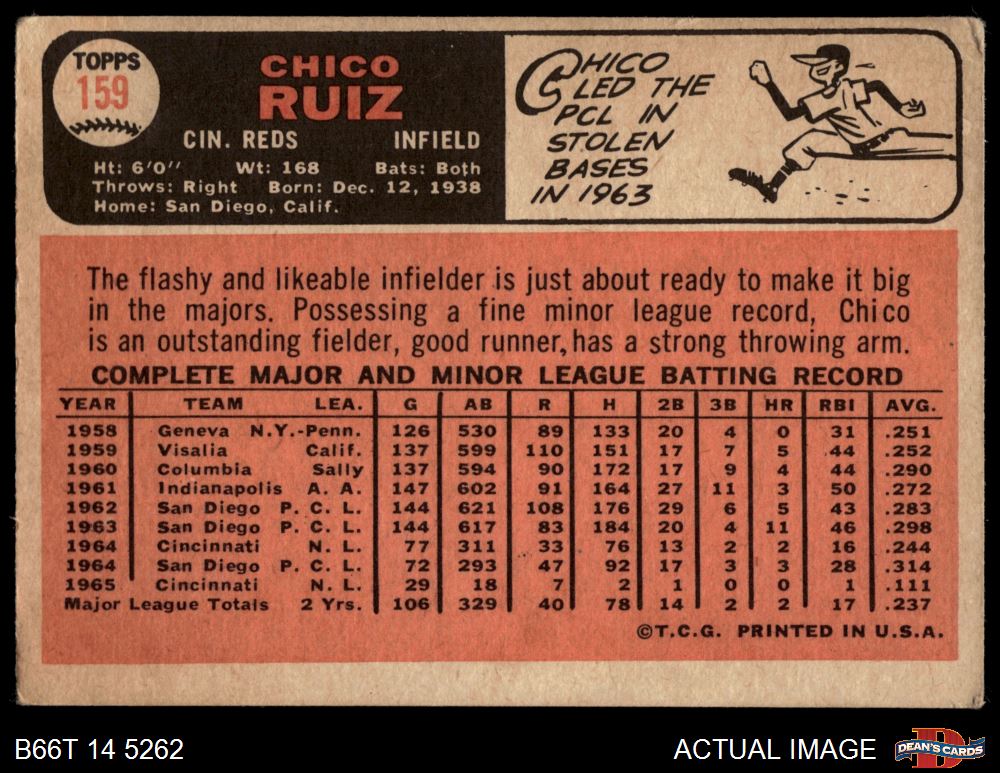 TOPPS
159
CHICO
RUIZ
CIN. REDS INFIELD
Ht: 6'0" Wt: 168 Bats: Both
Throws: Right Born: Dec. 12, 1938
Home: San Diego, Calif.
CHICO
LED THE
PCL IN
STOLEN
BASES
IN 1963
The flashy and likeable infielder is just about ready to make it big
in the majors. Possessing a fine minor league record, Chico
is an outstanding fielder, good runner, has a strong throwing arm.
COMPLETE MAJOR AND MINOR LEAGUE BATTING RECORD
YEAR TEAM LEA. G AB R H 2B 3B HR RBI AVG.
1958 Geneva N.Y.-Penn. 126 530 89 133 20 4 0 31 .251
1959 Visalia Calif. 137 599 110 151 17 7 5 44 .252
1960 Columbia Sally 137 594 90 172 17 9 4 44 .290
1961 Indianapolis A. A. 147 602 91 164 27 11 3 50 .272
1962 San Diego P. C. L. 144 621 108 176 29 6 5 43 .283
1963 San Diego P. C. L. 144 617 83 184 20 4 11 46 .298
1964 Cincinnati N. L. 77 311 33 76 13 2 2 16 .244
1964 San Diego P. C. L. 72 293 47 92 17 3 3 28 .314
1965 Cincinnati N. L. 29 18 7 2 1 0 0 1 .111
Major League Totals 2 Yrs. 106 329 40 78 14 2 2 17 .237
©T.C.G. PRINTED IN U.S.A.
B66T 14 5262 ACTUAL IMAGE DEAN'S CARDS